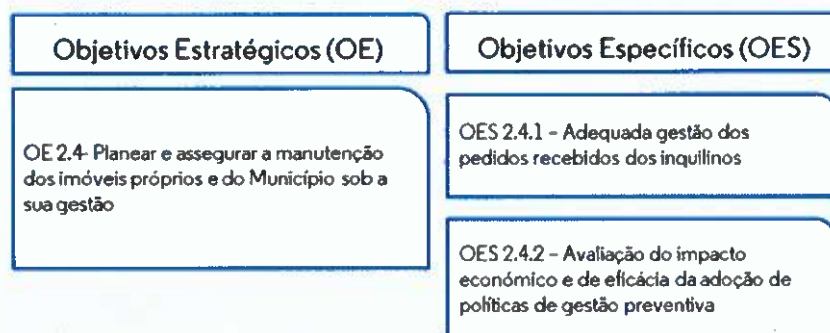 Objetivos Estratégicos (OE)
Objetivos Específicos (OES)
OE 2.4- Planear e assegurar a manutenção
dos imóveis próprios e do Município sob a
sua gestão
OES 2.4.1 - Adequada gestão dos
pedidos recebidos dos inquilinos
OES 2.4.2 - Avaliação do impacto
económico e de eficácia da adoção de
políticas de gestão preventiva